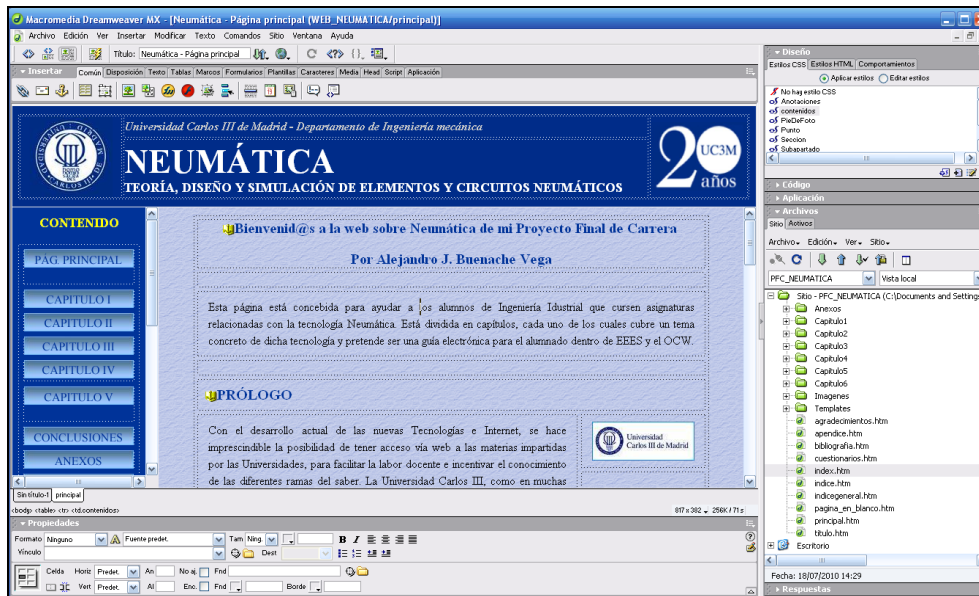 Macromedia Dreamweaver MX - [Neumática - Página principal (WEB_NEUMATICA/principal)]
Archivo Edición Ver Insertar Modificar Texto Comandos Sitio Ventana Ayuda
Título: Neumática - Página principal
Insertar Común Disposición Texto Tablas Marcos Formularios Plantillas Caracteres Media Head Script Aplicación
Universidad Carlos III de Madrid - Departamento de Ingeniería mecánica
NEUMÁTICA
TEORÍA, DISEÑO Y SIMULACIÓN DE ELEMENTOS Y CIRCUITOS NEUMÁTICOS
20 UC3M
años
CONTENIDO
PÁG. PRINCIPAL
CAPITULO I
CAPITULO II
CAPITULO III
CAPITULO IV
CAPITULO V
CONCLUSIONES
ANEXOS
Bienvenid@s a la web sobre Neumática de mi Proyecto Final de Carrera
Por Alejandro J. Buenache Vega
Esta página está concebida para ayudar a los alumnos de Ingeniería Idustrial que cursen asignaturas
relacionadas con la tecnología Neumática. Está dividida en capítulos, cada uno de los cuales cubre un tema
concreto de dicha tecnología y pretende ser una guía electrónica para el alumnado dentro de EEES y el OCW.
PRÓLOGO
Con el desarrollo actual de las nuevas Tecnologías e Internet, se hace
imprescindible la posibilidad de tener acceso vía web a las materias impartidas
por las Universidades, para facilitar la labor docente e incentivar el conocimiento
de las diferentes ramas del saber. La Universidad Carlos III, como en muchas
Universidad
Carlos III de Madrid
Sin título-1 principal
<body> <table> <tr> <td.contenidos>
817 x 382 256K / 71 s
Propiedades
Formato Ninguno Fuente predet. Tam Ning. B I
Vínculo Dest
Celda Horiz Predet. An No aj. Fnd
Vert Predet. Al Enc. Fnd Borde
Diseño
Estilos CSS Estilos HTML Comportamientos
Aplicar estilos Editar estilos
No hay estilo CSS
Anotaciones
contenidos
PieDeFoto
Punto
Seccion
Subapartado
Código
Aplicación
Archivos
Sitio Activos
Archivo Edición Ver Sitio
PFC_NEUMATICA Vista local
Sitio - PFC_NEUMATICA (C:\Documents and Settings
Anexos
Capitulo1
Capitulo2
Capitulo3
Capitulo4
Capitulo5
Capitulo6
Imagenes
Templates
agradecimientos.htm
apendice.htm
bibliografia.htm
cuestionarios.htm
index.htm
indice.htm
indicegeneral.htm
pagina_en_blanco.htm
principal.htm
titulo.htm
Escritorio
Fecha: 18/07/2010 14:29
Respuestas